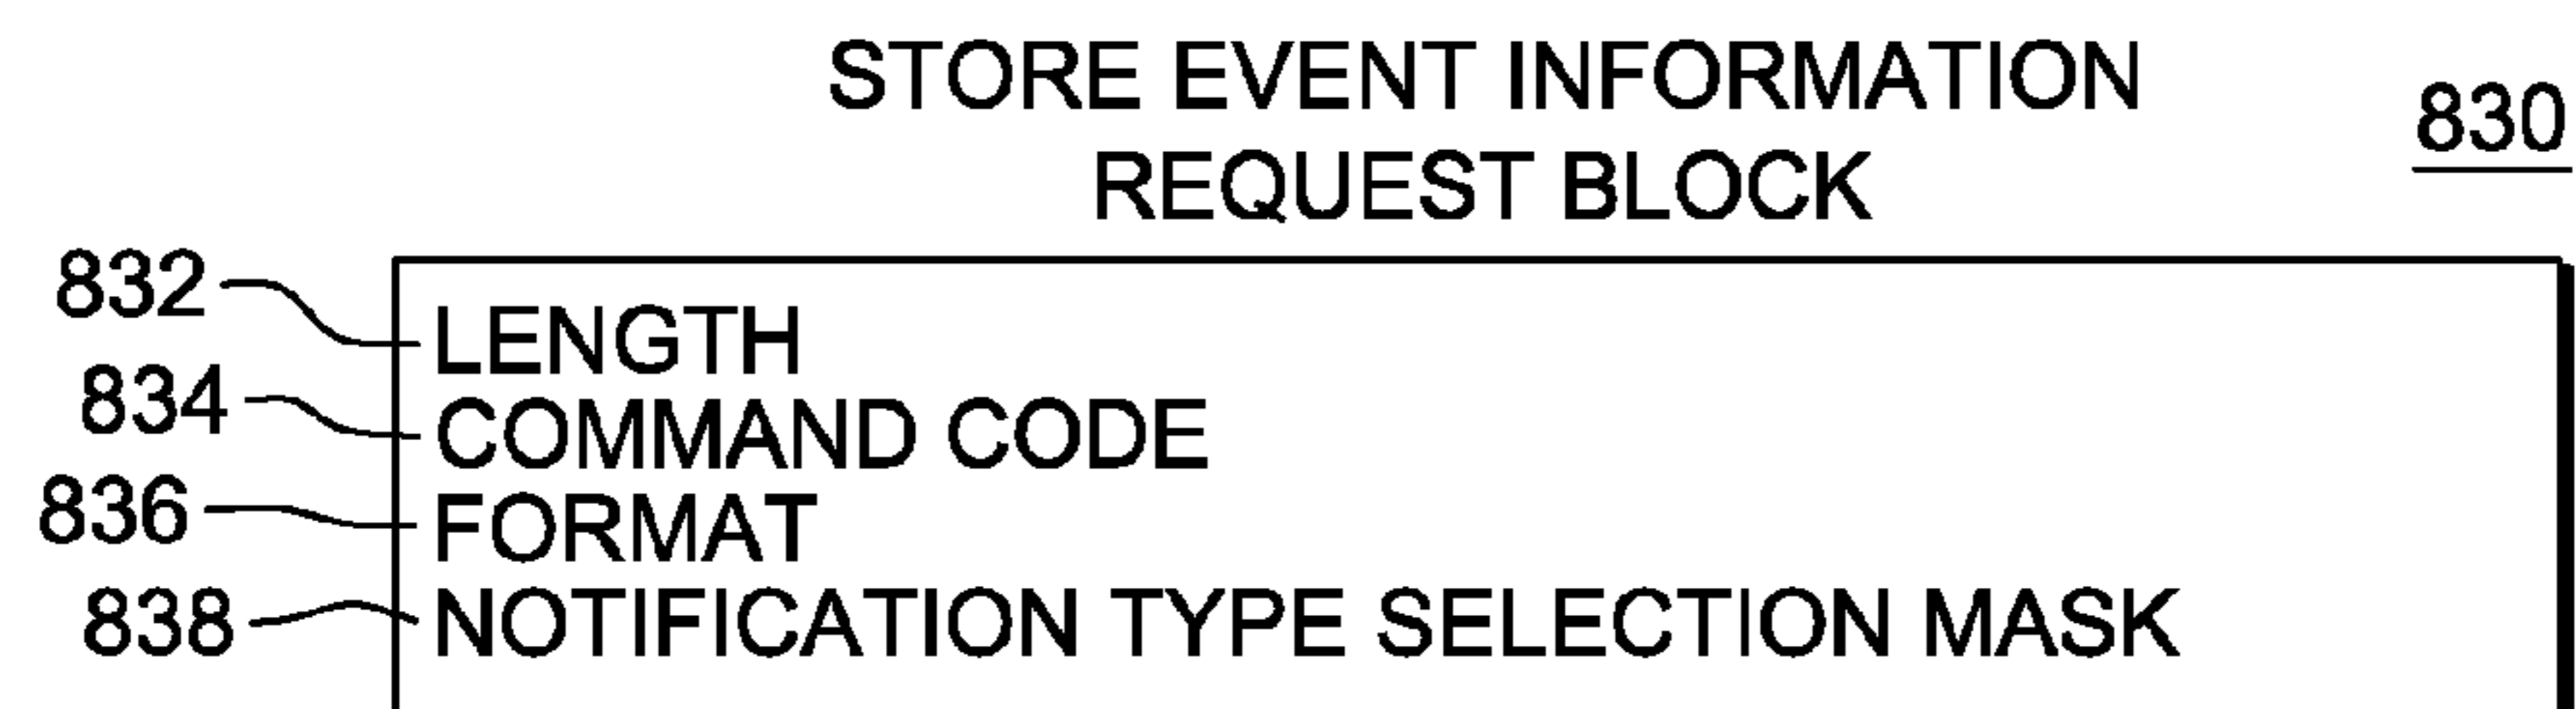 STORE EVENT INFORMATION
REQUEST BLOCK
830
832 LENGTH
834 COMMAND CODE
836 FORMAT
838 NOTIFICATION TYPE SELECTION MASK